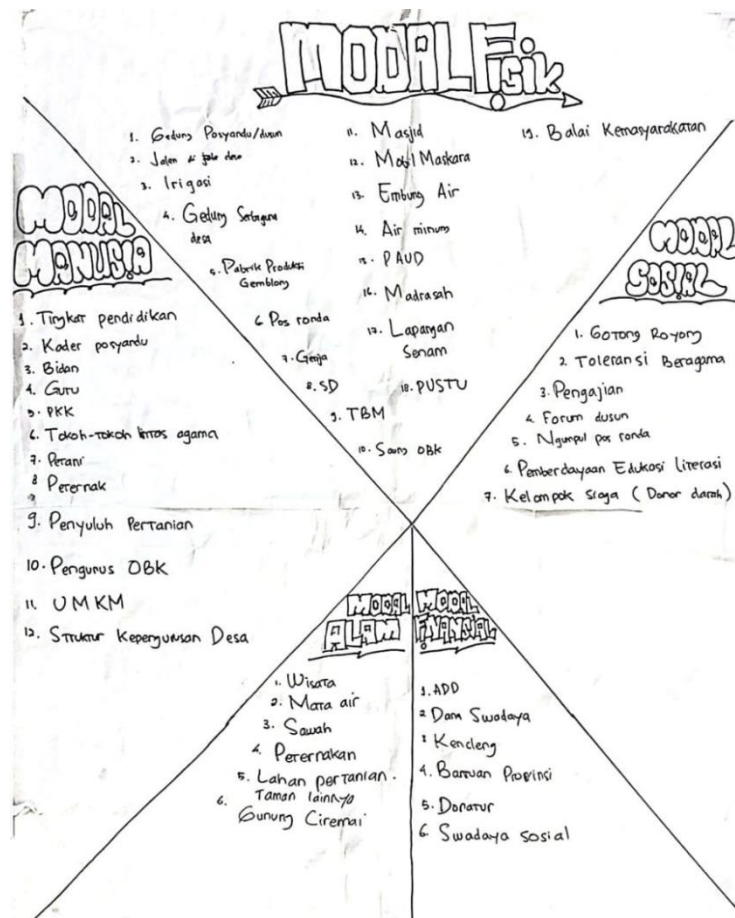 MODAL FISIK
1. Gedung Posyandu/dusun
2. Jalan di
3. Irigasi
4. Gedung Serbaguna
desa
5. Pabrik Produksi
Gemblong
6. Pos ronda
7. Gereja
8. SD
9. TBM
10. Saung OBK
11. Masjid
12. Mobil Maskara
13. Embung Air
14. Air minum
15. PAUD
16. Madrasah
17. Lapangan
Senam
18. PUSTU
19. Balai Kemasyarakatan
MODAL
MANUSIA
1. Tingkat pendidikan
2. Kader posyandu
3. Bidan
4. Guru
5. PKK
6. Tokoh-tokoh lintas agama
7. Petani
8 Peternak
9. Penyuluh Pertanian
10. Pengurus OBK
11. UMKM
12. Struktur Kepengurusan Desa
MODAL
SOSIAL
1. Gotong Royong
2. Toleransi Beragama
3. Pengajian
4. Forum dusun
5. Ngumpul pos ronda
6. Pemberdayaan Edukasi Literasi
7. Kelompok Siaga (Donor darah)
MODAL
ALAM
1. Wisata
2. Mata air
3. Sawah
4. Peternakan
5. Lahan pertanian.
Taman lainnya
6. Gunung Ciremai
MODAL
FINANSIAL
1. ADD
2 Dana Swadaya
3 Kencleng
4. Bantuan Provinsi
5. Donatur
6. Swadaya sosial